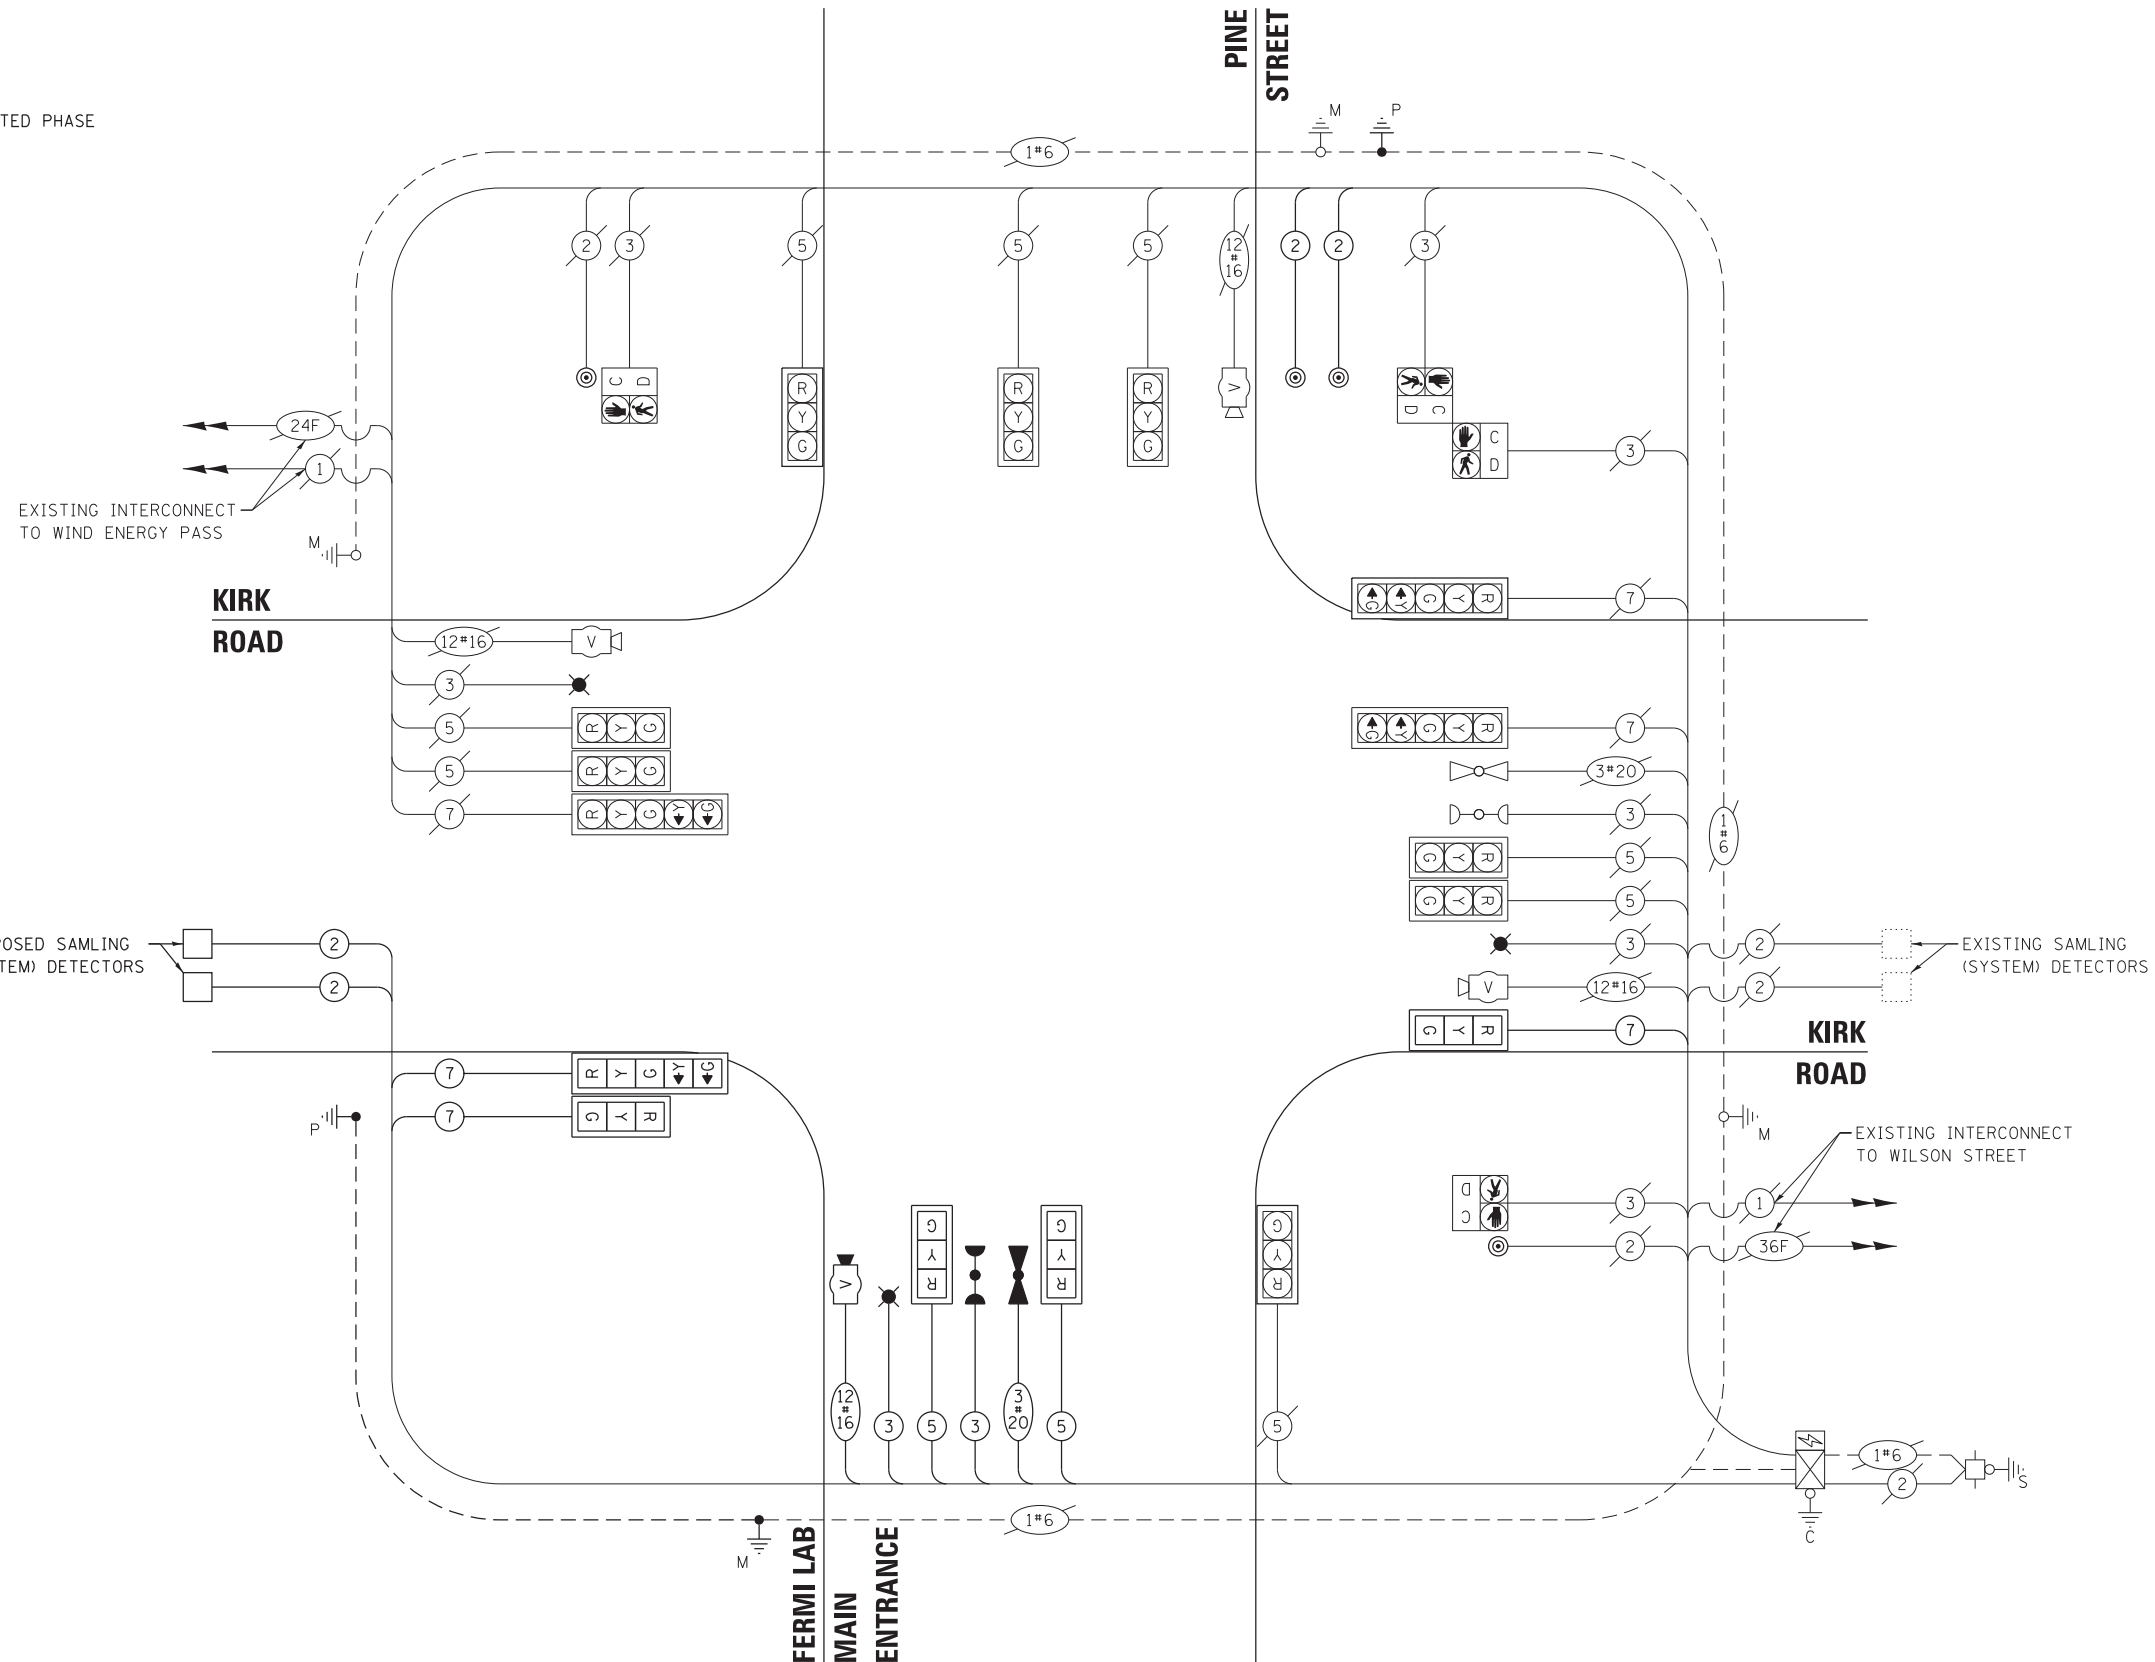 PINE
STREET
TED PHASE
M
P
1#6
2
3
5
5
5
12
#
16
2
2
3
C D
R
Y
G
R
Y
G
R
Y
G
V
C
D
C
D
3
24F
1
EXISTING INTERCONNECT
TO WIND ENERGY PASS
M
KIRK
ROAD
12#16
V
3
5
R Y G
5
R Y G
7
R Y G Y G
G Y G Y R
7
G Y G Y R
7
3#20
3
1
#
6
G Y R
5
G Y R
5
3
2
V
12#16
2
G Y R
7
EXISTING SAMLING
(SYSTEM) DETECTORS
KIRK
ROAD
OSED SAMLING
TEM) DETECTORS
2
2
7
R Y G Y G
7
G Y R
P
M
EXISTING INTERCONNECT
TO WILSON STREET
D
C
3
1
2
36F
G
Y
R
G
Y
R
G
Y
R
V
12
#
16
3
5
3
3
#
20
5
5
1#6
2
S
C
1#6
M
FERMI LAB
MAIN
ENTRANCE